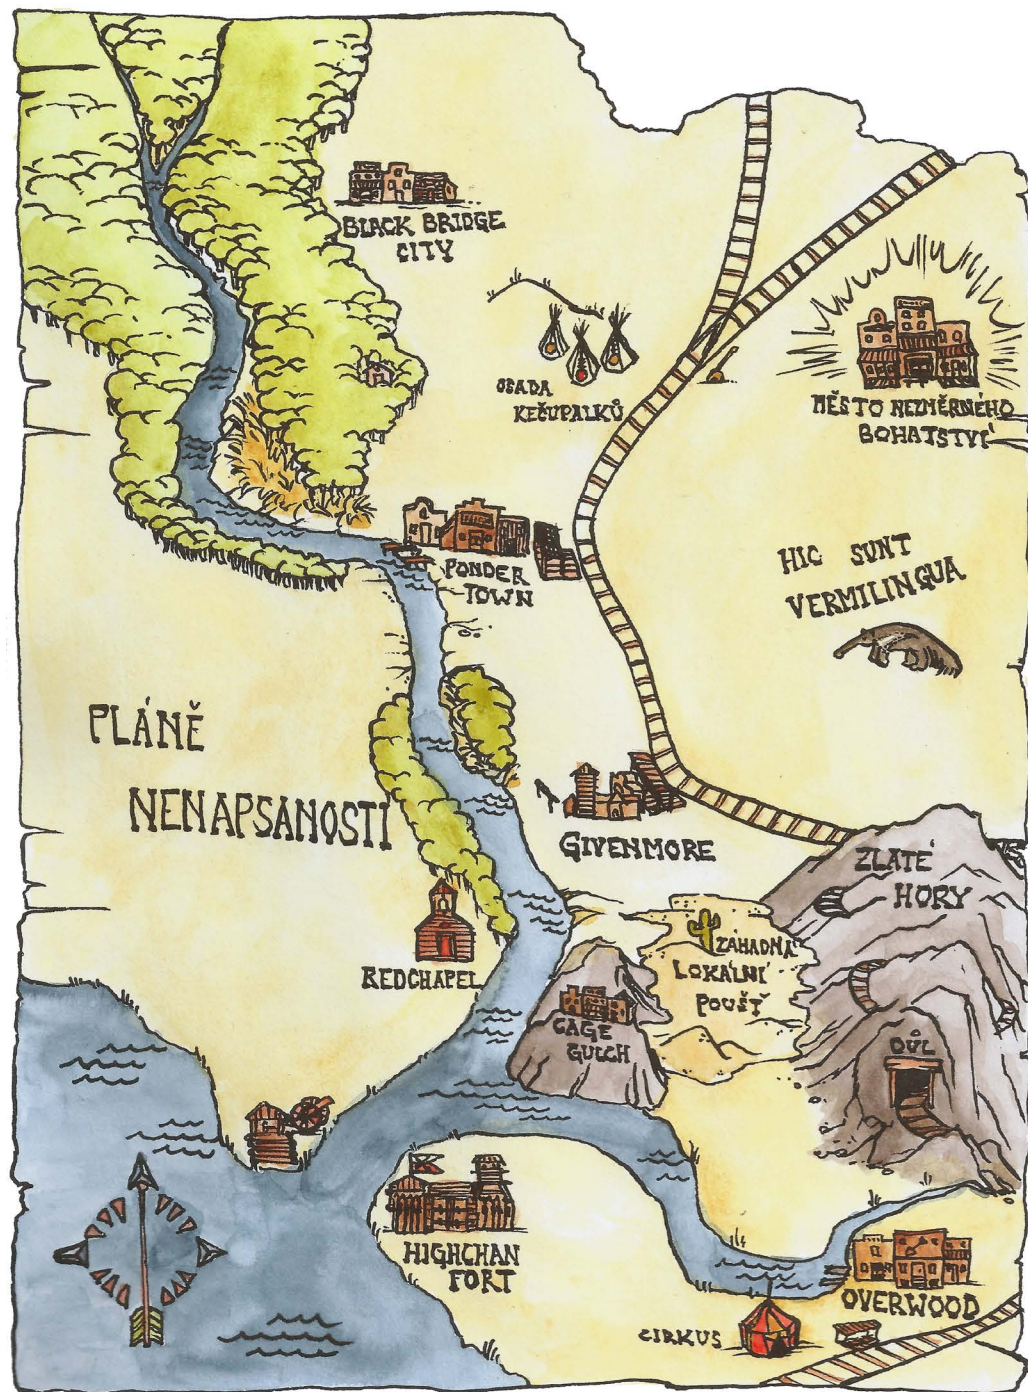 BLACK BRIDGE
CITY
OSADA
KEČUPALKŮ
MĚSTO NEZMĚRNÉHO
BOHATSTVÍ
PONDER
TOWN
HIC SUNT
VERMILINGUA
PLÁNĚ
NENAPSANOSTI
GIVENMORE
ZLATÉ
HORY
ZÁHADNÁ
LOKÁLNÍ
POUŠŤ
REDCHAPEL
CAGE
GULCH
DŮL
HIGHCHAN
FORT
OVERWOOD
CIRKUS